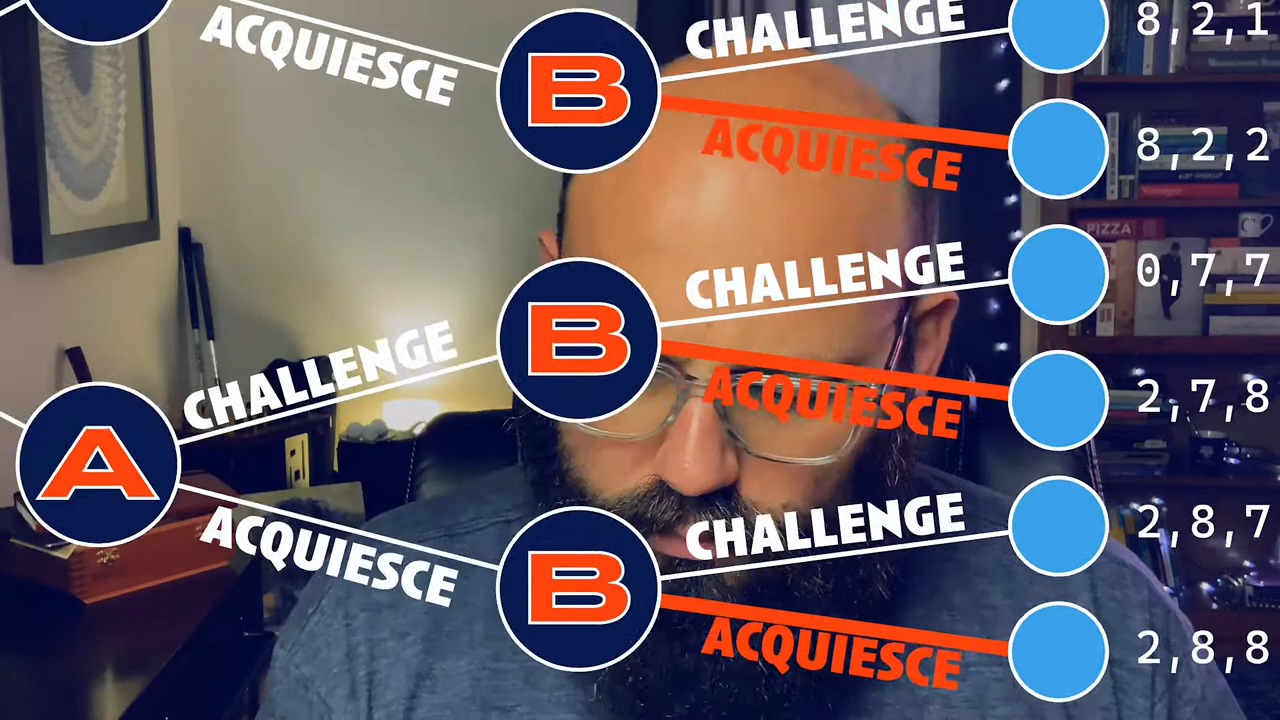 ACQUIESCE
B
CHALLENGE
8,2,1
ACQUIESCE
8,2,2
PIZZA
CHALLENGE
0,7,7
B
CHALLENGE
ACQUIESCE
2,7,8
A
ACQUIESCE
CHALLENGE
2,8,7
B
ACQUIESCE
2,8,8